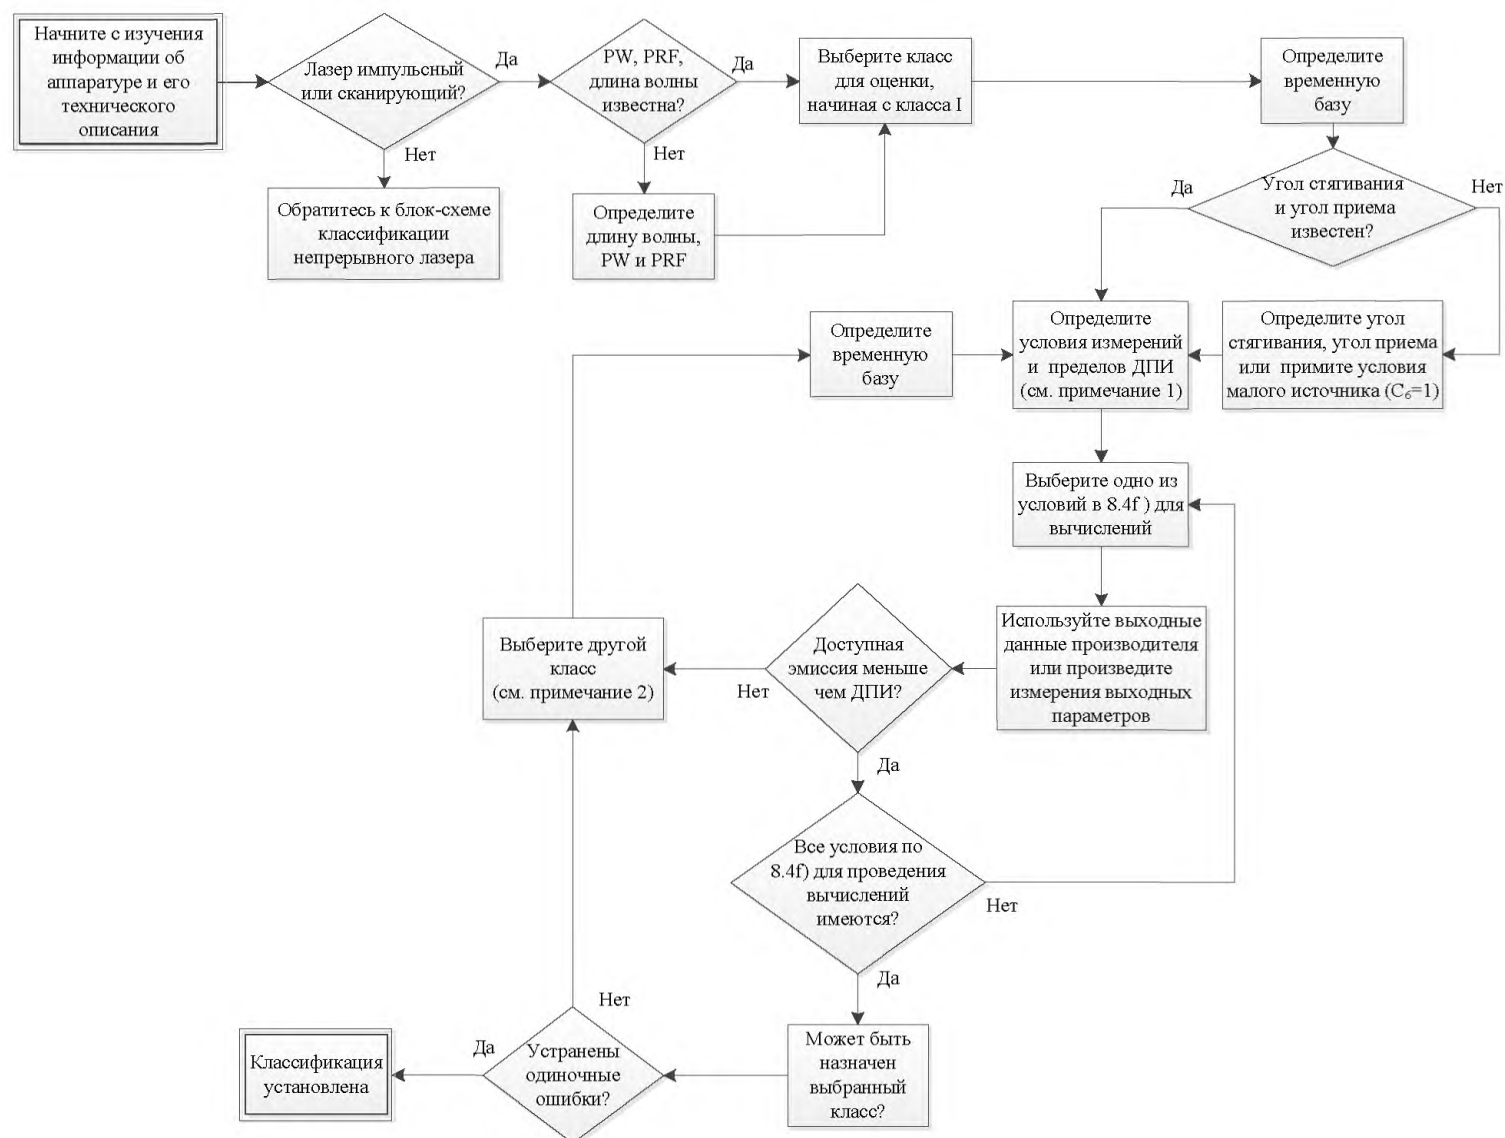 Начните с изучения
информации об
аппаратуре и его
технического
описания
Лазер импульсный
или сканирующий?
Да
Нет
Обратитесь к блок-схеме
классификации
непрерывного лазера
PW, PRF,
длина волны
известна?
Да
Нет
Определите
длину волны,
PW и PRF
Выберите класс
для оценки,
начиная с класса I
Определите
временную
базу
Угол стягивания
и угол приема
известен?
Да
Нет
Определите угол
стягивания, угол приема
или примите условия
малого источника (C₆=1)
Определите
условия измерений
и пределов ДПИ
(см. примечание 1)
Определите
временную
базу
Выберите одно из
условий в 8.4f ) для
вычислений
Используйте выходные
данные производителя
или произведите
измерения выходных
параметров
Доступная
эмиссия меньше
чем ДПИ?
Нет
Да
Выберите другой
класс
(см. примечание 2)
Все условия по
8.4f) для проведения
вычислений
имеются?
Нет
Да
Может быть
назначен
выбранный
класс?
Устранены
одиночные
ошибки?
Нет
Да
Классификация
установлена